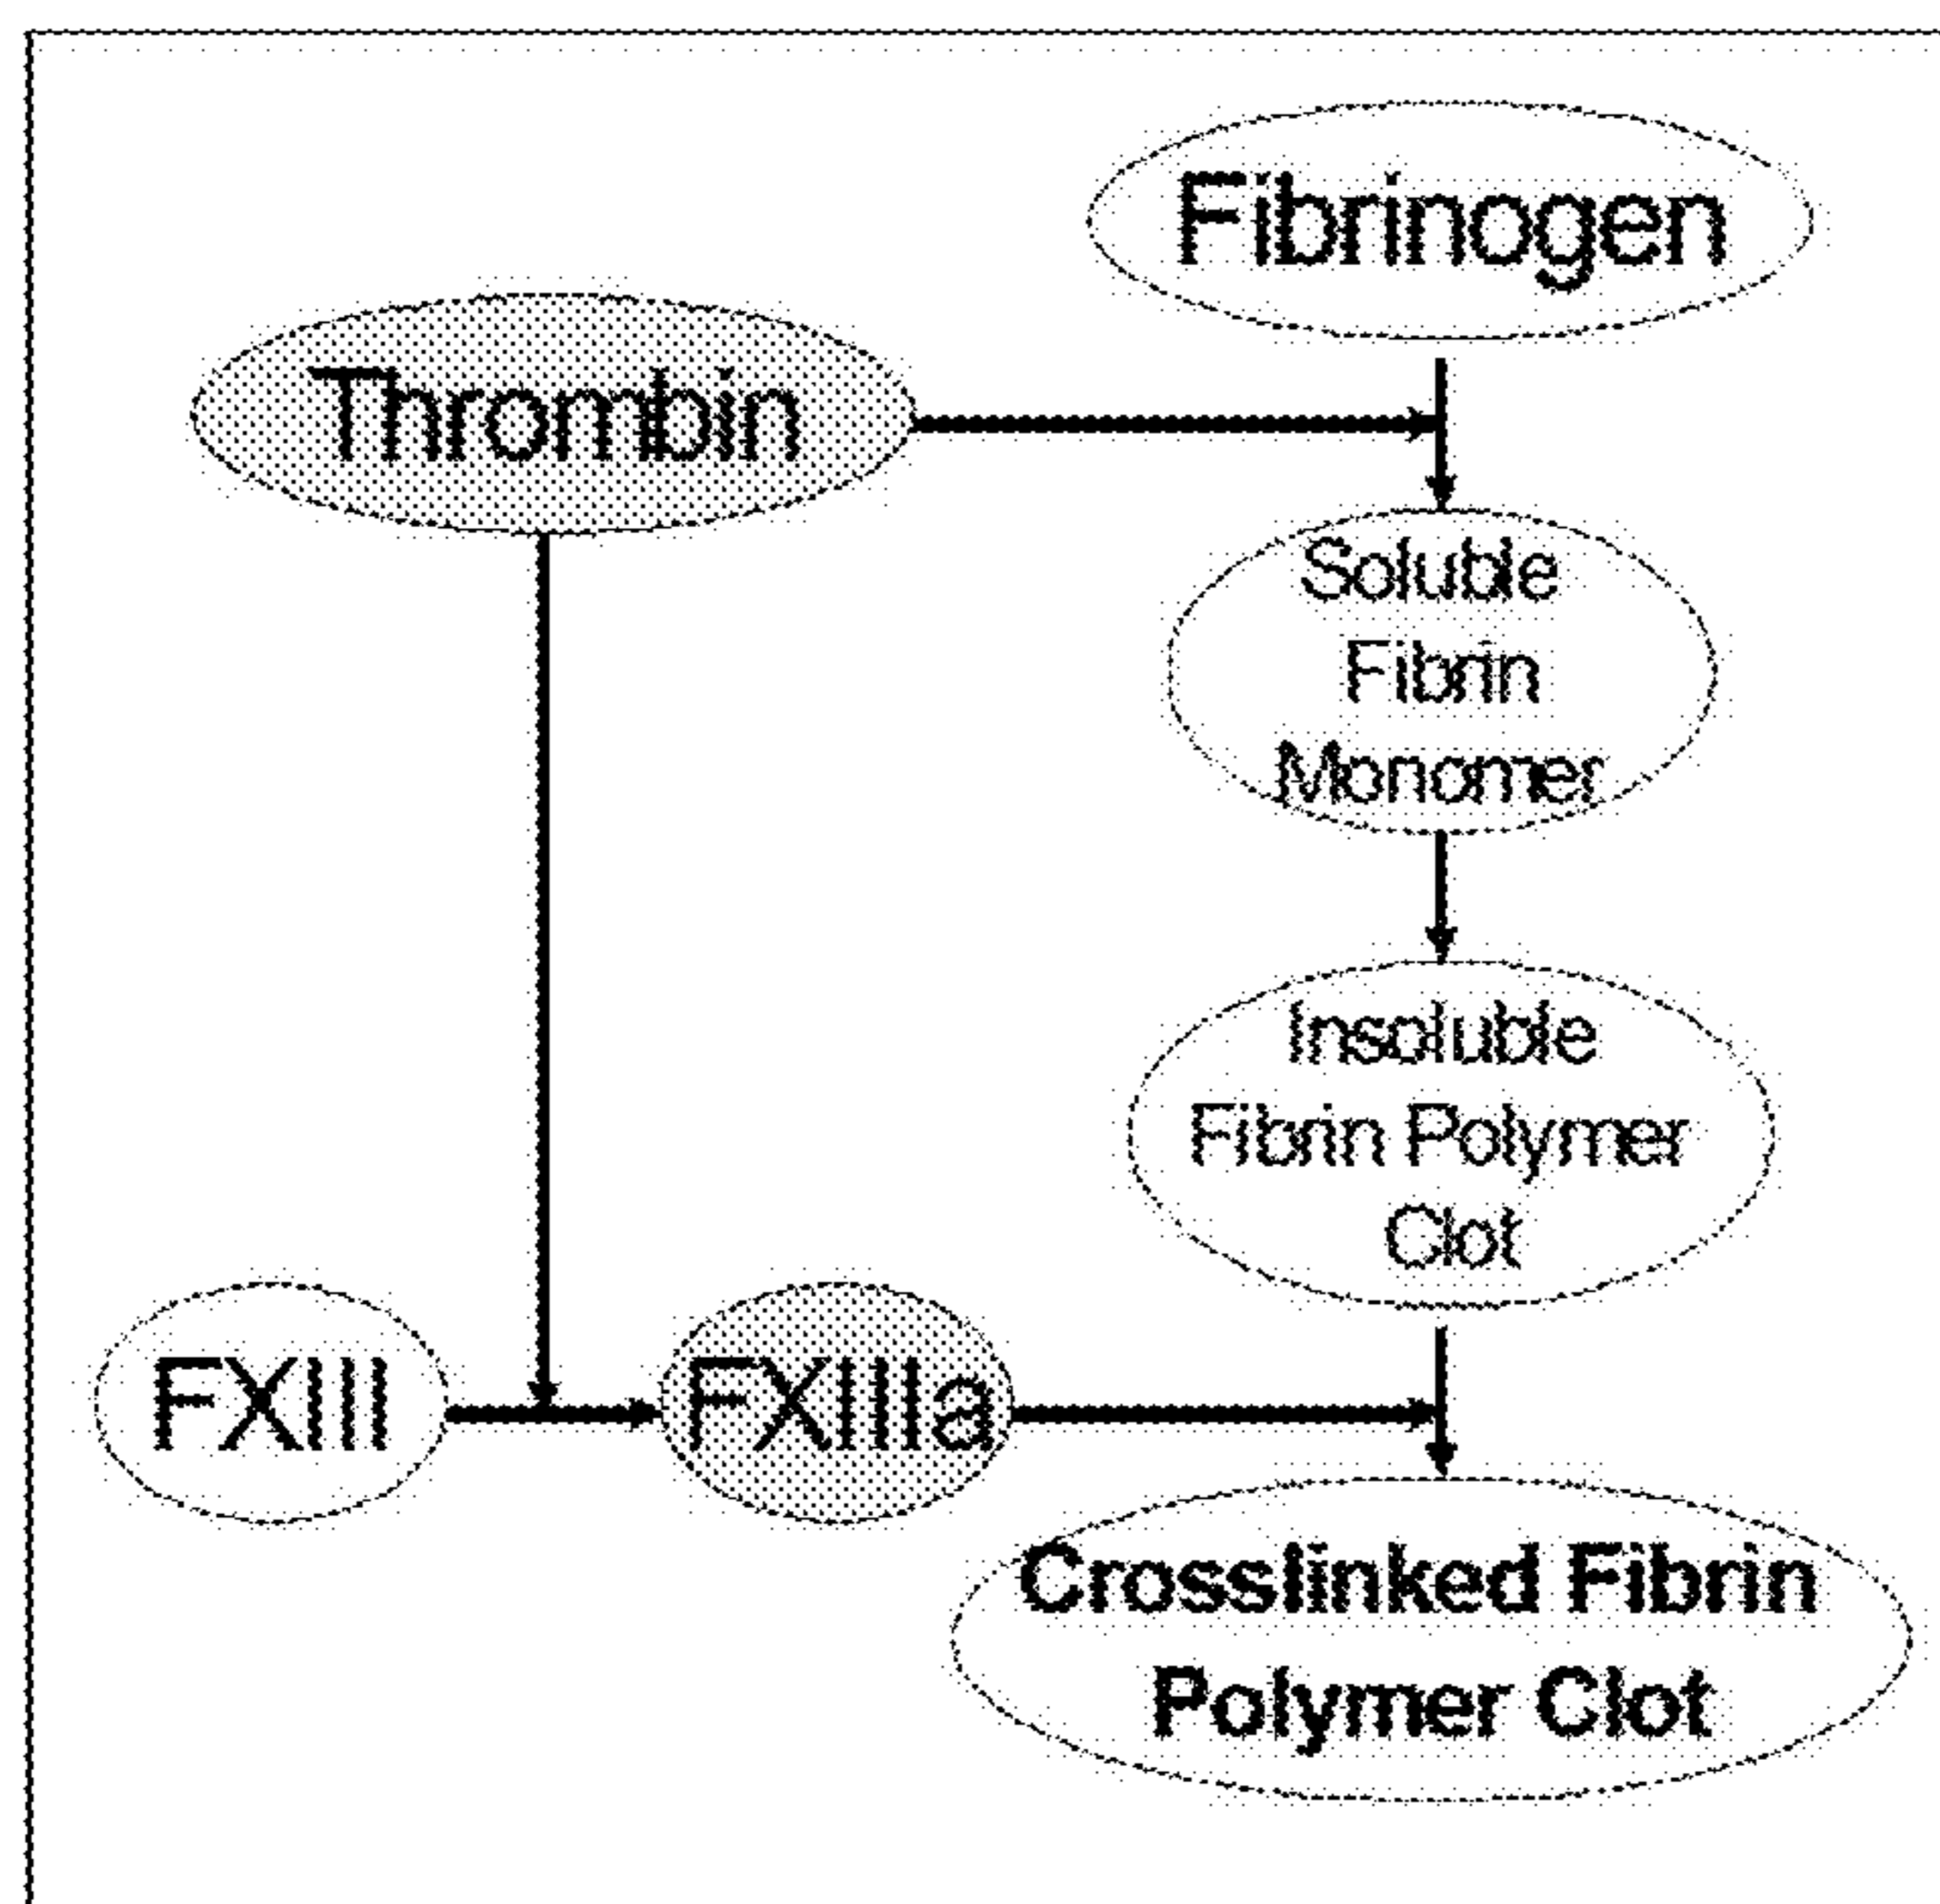 Fibrinogen
Thrombin
Soluble
Fibrin
Monomer
Insoluble
Fibrin Polymer
Clot
FXIII
FXIIIa
Crosslinked Fibrin
Polymer Clot